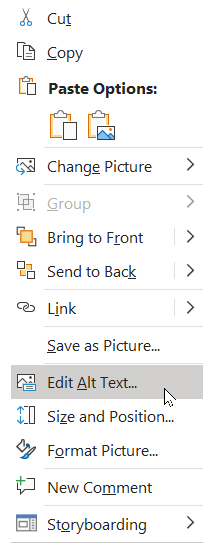 Cut
Copy
Paste Options:
Change Picture
Group
Bring to Front
Send to Back
Link
Save as Picture...
Edit Alt Text...
Size and Position...
Format Picture...
New Comment
Storyboarding